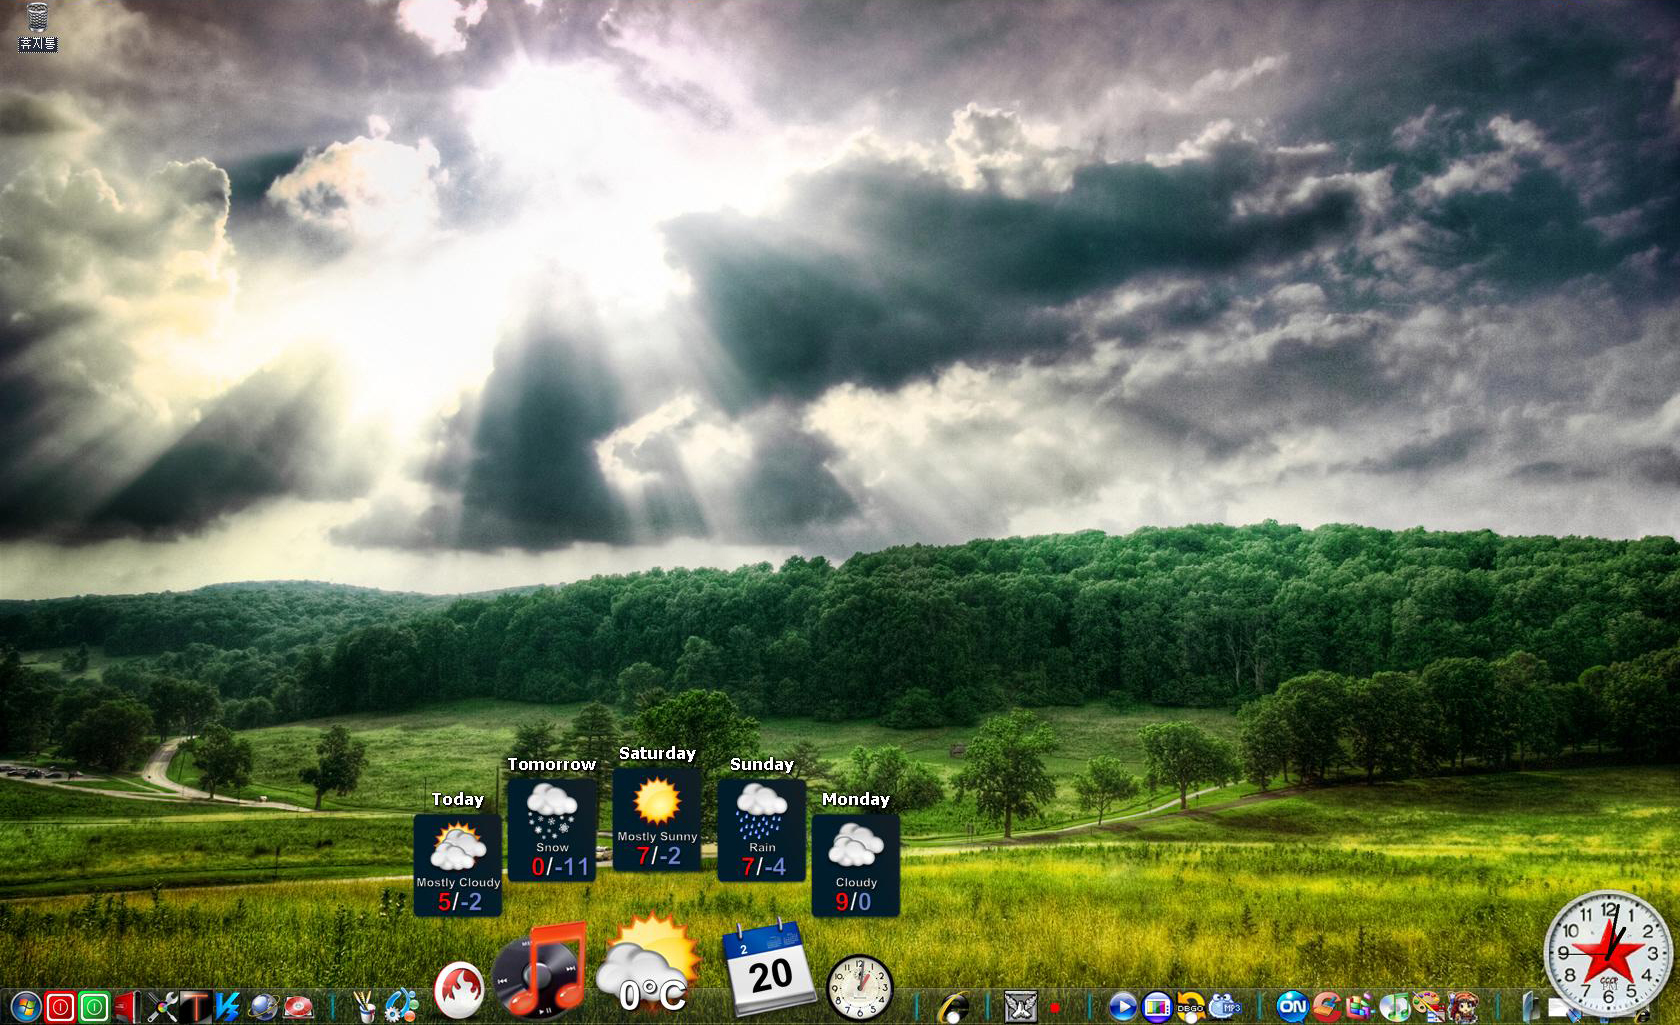 휴지통
Saturday
Tomorrow
Sunday
Today
Monday
Mostly Sunny
7/-2
Snow
0/-11
Rain
7/-4
Mostly Cloudy
5/-2
Cloudy
9/0
0°C
2
20
12
1
2
3
4
5
6
7
8
9
10
11
CCCP
ON
MP3